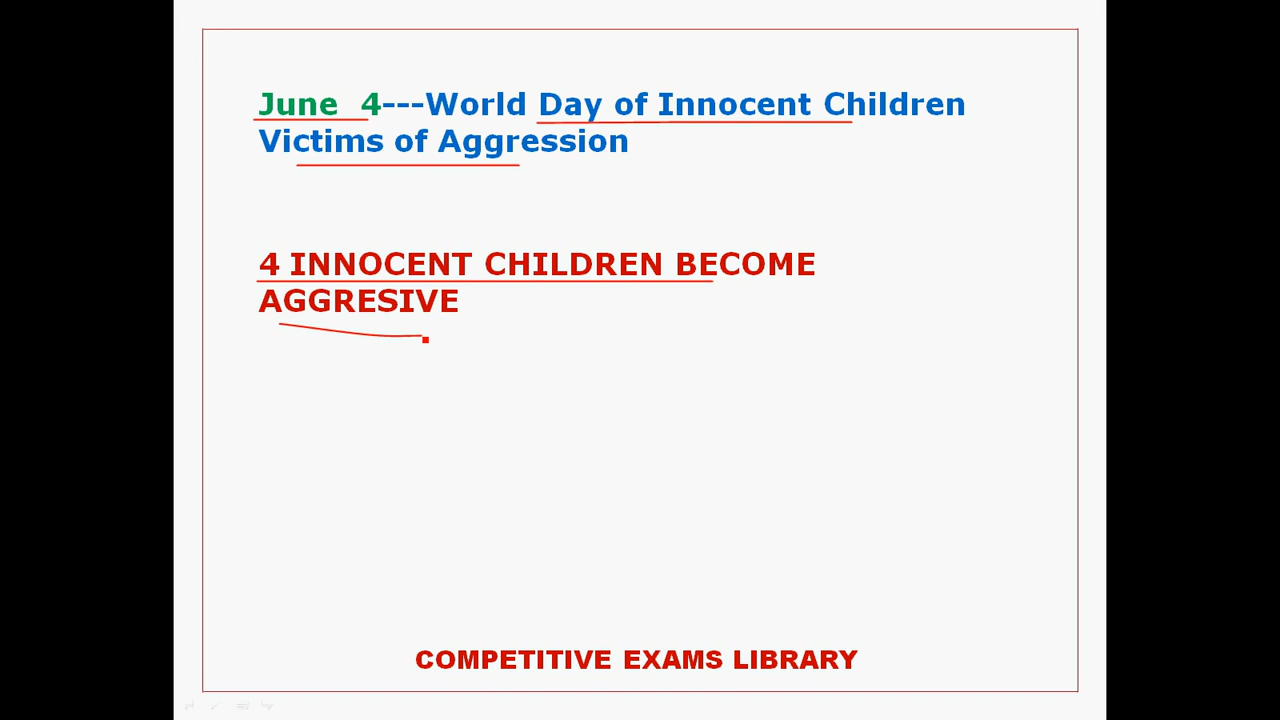 June  4---World Day of Innocent Children
Victims of Aggression
4 INNOCENT CHILDREN BECOME
AGGRESIVE
COMPETITIVE EXAMS LIBRARY